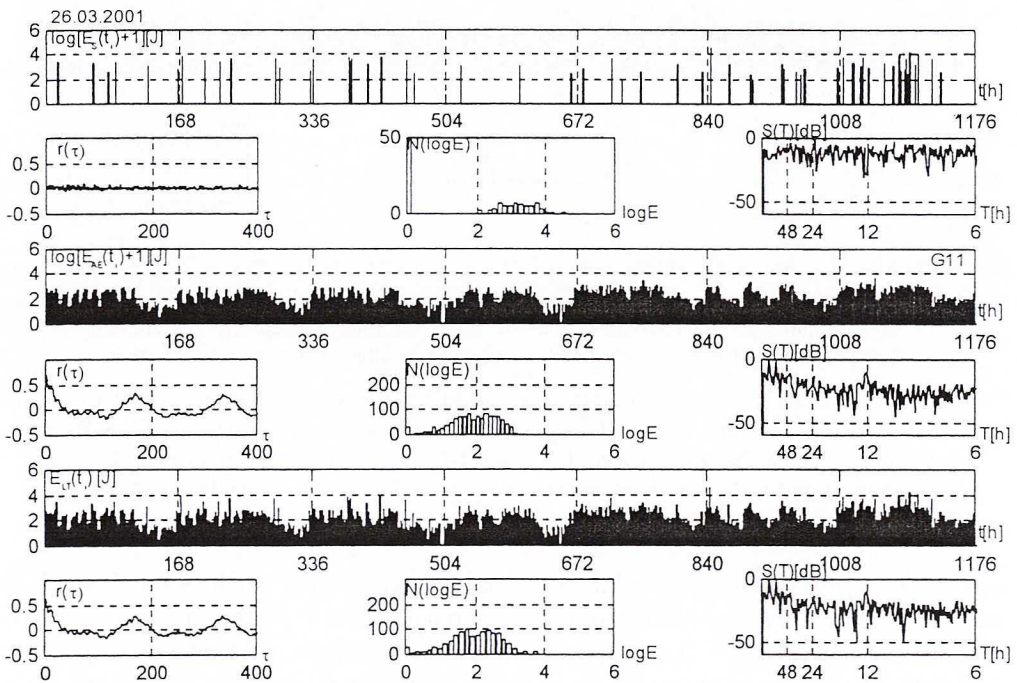 26.03.2001
6
log[E_S(t_i)+1][J]
4
2
0
t[h]
168 336 504 672 840 1008 1176
r(τ)
0.5
0
-0.5
0 200 400
τ
50
N(logE)
0
2 4 6
logE
S(T)[dB]
0
-50
T[h]
48 24 12 6
6
log[E_AE(t_i)+1][J]
G11
4
2
0
t[h]
168 336 504 672 840 1008 1176
r(τ)
0.5
0
-0.5
0 200 400
τ
N(logE)
200
100
0
0 2 4 6
logE
S(T)[dB]
0
-50
T[h]
48 24 12 6
6
E_LT(t_i) [J]
4
2
0
t[h]
168 336 504 672 840 1008 1176
r(τ)
0.5
0
-0.5
0 200 400
τ
N(logE)
200
100
0
0 2 4 6
logE
S(T)[dB]
0
-50
T[h]
48 24 12 6